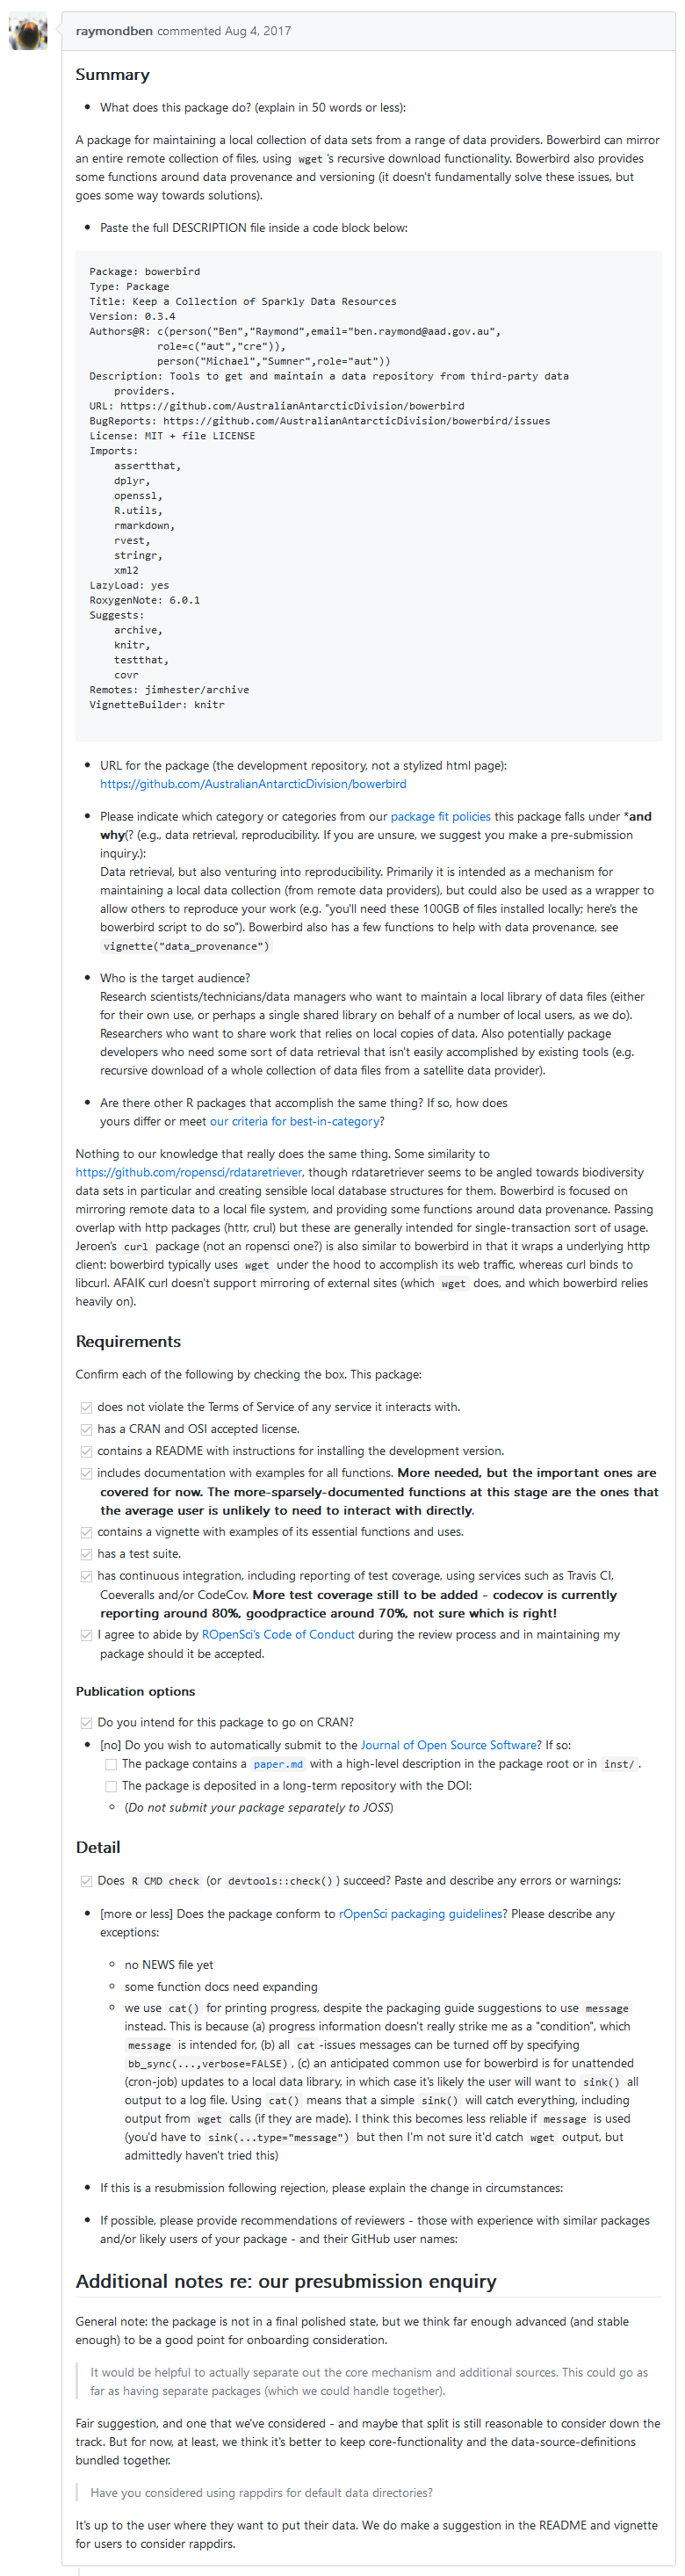 raymondben commented Aug 4, 2017
Summary
• What does this package do? (explain in 50 words or less):
A package for maintaining a local collection of data sets from a range of data providers. Bowerbird can mirror
an entire remote collection of files, using wget 's recursive download functionality. Bowerbird also provides
some functions around data provenance and versioning (it doesn't fundamentally solve these issues, but
goes some way towards solutions).
• Paste the full DESCRIPTION file inside a code block below:
Package: bowerbird
Type: Package
Title: Keep a Collection of Sparkly Data Resources
Version: 0.3.4
Authors@R: c(person("Ben","Raymond",email="ben.raymond@aad.gov.au",
role=c("aut","cre")),
person("Michael","Sumner",role="aut"))
Description: Tools to get and maintain a data repository from third-party data
providers.
URL: https://github.com/AustralianAntarcticDivision/bowerbird
BugReports: https://github.com/AustralianAntarcticDivision/bowerbird/issues
License: MIT + file LICENSE
Imports:
assertthat,
dplyr,
openssl,
R.utils,
rmarkdown,
rvest,
stringr,
xml2
LazyLoad: yes
RoxygenNote: 6.0.1
Suggests:
archive,
knitr,
testthat,
covr
Remotes: jimhester/archive
VignetteBuilder: knitr
• URL for the package (the development repository, not a stylized html page):
https://github.com/AustralianAntarcticDivision/bowerbird
• Please indicate which category or categories from our package fit policies this package falls under *and
why(? (e.g., data retrieval, reproducibility. If you are unsure, we suggest you make a pre-submission
inquiry.):
Data retrieval, but also venturing into reproducibility. Primarily it is intended as a mechanism for
maintaining a local data collection (from remote data providers), but could also be used as a wrapper to
allow others to reproduce your work (e.g. "you'll need these 100GB of files installed locally; here's the
bowerbird script to do so"). Bowerbird also has a few functions to help with data provenance, see
vignette("data_provenance")
• Who is the target audience?
Research scientists/technicians/data managers who want to maintain a local library of data files (either
for their own use, or perhaps a single shared library on behalf of a number of local users, as we do).
Researchers who want to share work that relies on local copies of data. Also potentially package
developers who need some sort of data retrieval that isn't easily accomplished by existing tools (e.g.
recursive download of a whole collection of data files from a satellite data provider).
• Are there other R packages that accomplish the same thing? If so, how does
yours differ or meet our criteria for best-in-category?
Nothing to our knowledge that really does the same thing. Some similarity to
https://github.com/ropensci/rdataretriever, though rdataretriever seems to be angled towards biodiversity
data sets in particular and creating sensible local database structures for them. Bowerbird is focused on
mirroring remote data to a local file system, and providing some functions around data provenance. Passing
overlap with http packages (httr, crul) but these are generally intended for single-transaction sort of usage.
Jeroen's curl package (not an ropensci one?) is also similar to bowerbird in that it wraps a underlying http
client: bowerbird typically uses wget under the hood to accomplish its web traffic, whereas curl binds to
libcurl. AFAIK curl doesn't support mirroring of external sites (which wget does, and which bowerbird relies
heavily on).
Requirements
Confirm each of the following by checking the box. This package:
does not violate the Terms of Service of any service it interacts with.
has a CRAN and OSI accepted license.
contains a README with instructions for installing the development version.
includes documentation with examples for all functions. More needed, but the important ones are
covered for now. The more-sparsely-documented functions at this stage are the ones that
the average user is unlikely to need to interact with directly.
contains a vignette with examples of its essential functions and uses.
has a test suite.
has continuous integration, including reporting of test coverage, using services such as Travis CI,
Coeveralls and/or CodeCov. More test coverage still to be added - codecov is currently
reporting around 80%, goodpractice around 70%, not sure which is right!
I agree to abide by ROpenSci's Code of Conduct during the review process and in maintaining my
package should it be accepted.
Publication options
Do you intend for this package to go on CRAN?
• [no] Do you wish to automatically submit to the Journal of Open Source Software? If so:
The package contains a paper.md with a high-level description in the package root or in inst/ .
The package is deposited in a long-term repository with the DOI:
◦ (Do not submit your package separately to JOSS)
Detail
Does R CMD check (or devtools::check() ) succeed? Paste and describe any errors or warnings:
• [more or less] Does the package conform to rOpenSci packaging guidelines? Please describe any
exceptions:
◦ no NEWS file yet
◦ some function docs need expanding
◦ we use cat() for printing progress, despite the packaging guide suggestions to use message
instead. This is because (a) progress information doesn't really strike me as a "condition", which
message is intended for, (b) all cat -issues messages can be turned off by specifying
bb_sync(...,verbose=FALSE) , (c) an anticipated common use for bowerbird is for unattended
(cron-job) updates to a local data library, in which case it's likely the user will want to sink() all
output to a log file. Using cat() means that a simple sink() will catch everything, including
output from wget calls (if they are made). I think this becomes less reliable if message is used
(you'd have to sink(...type="message") but then I'm not sure it'd catch wget output, but
admittedly haven't tried this)
• If this is a resubmission following rejection, please explain the change in circumstances:
• If possible, please provide recommendations of reviewers - those with experience with similar packages
and/or likely users of your package - and their GitHub user names:
Additional notes re: our presubmission enquiry
General note: the package is not in a final polished state, but we think far enough advanced (and stable
enough) to be a good point for onboarding consideration.
It would be helpful to actually separate out the core mechanism and additional sources. This could go as
far as having separate packages (which we could handle together).
Fair suggestion, and one that we've considered - and maybe that split is still reasonable to consider down the
track. But for now, at least, we think it's better to keep core-functionality and the data-source-definitions
bundled together.
Have you considered using rappdirs for default data directories?
It's up to the user where they want to put their data. We do make a suggestion in the README and vignette
for users to consider rappdirs.